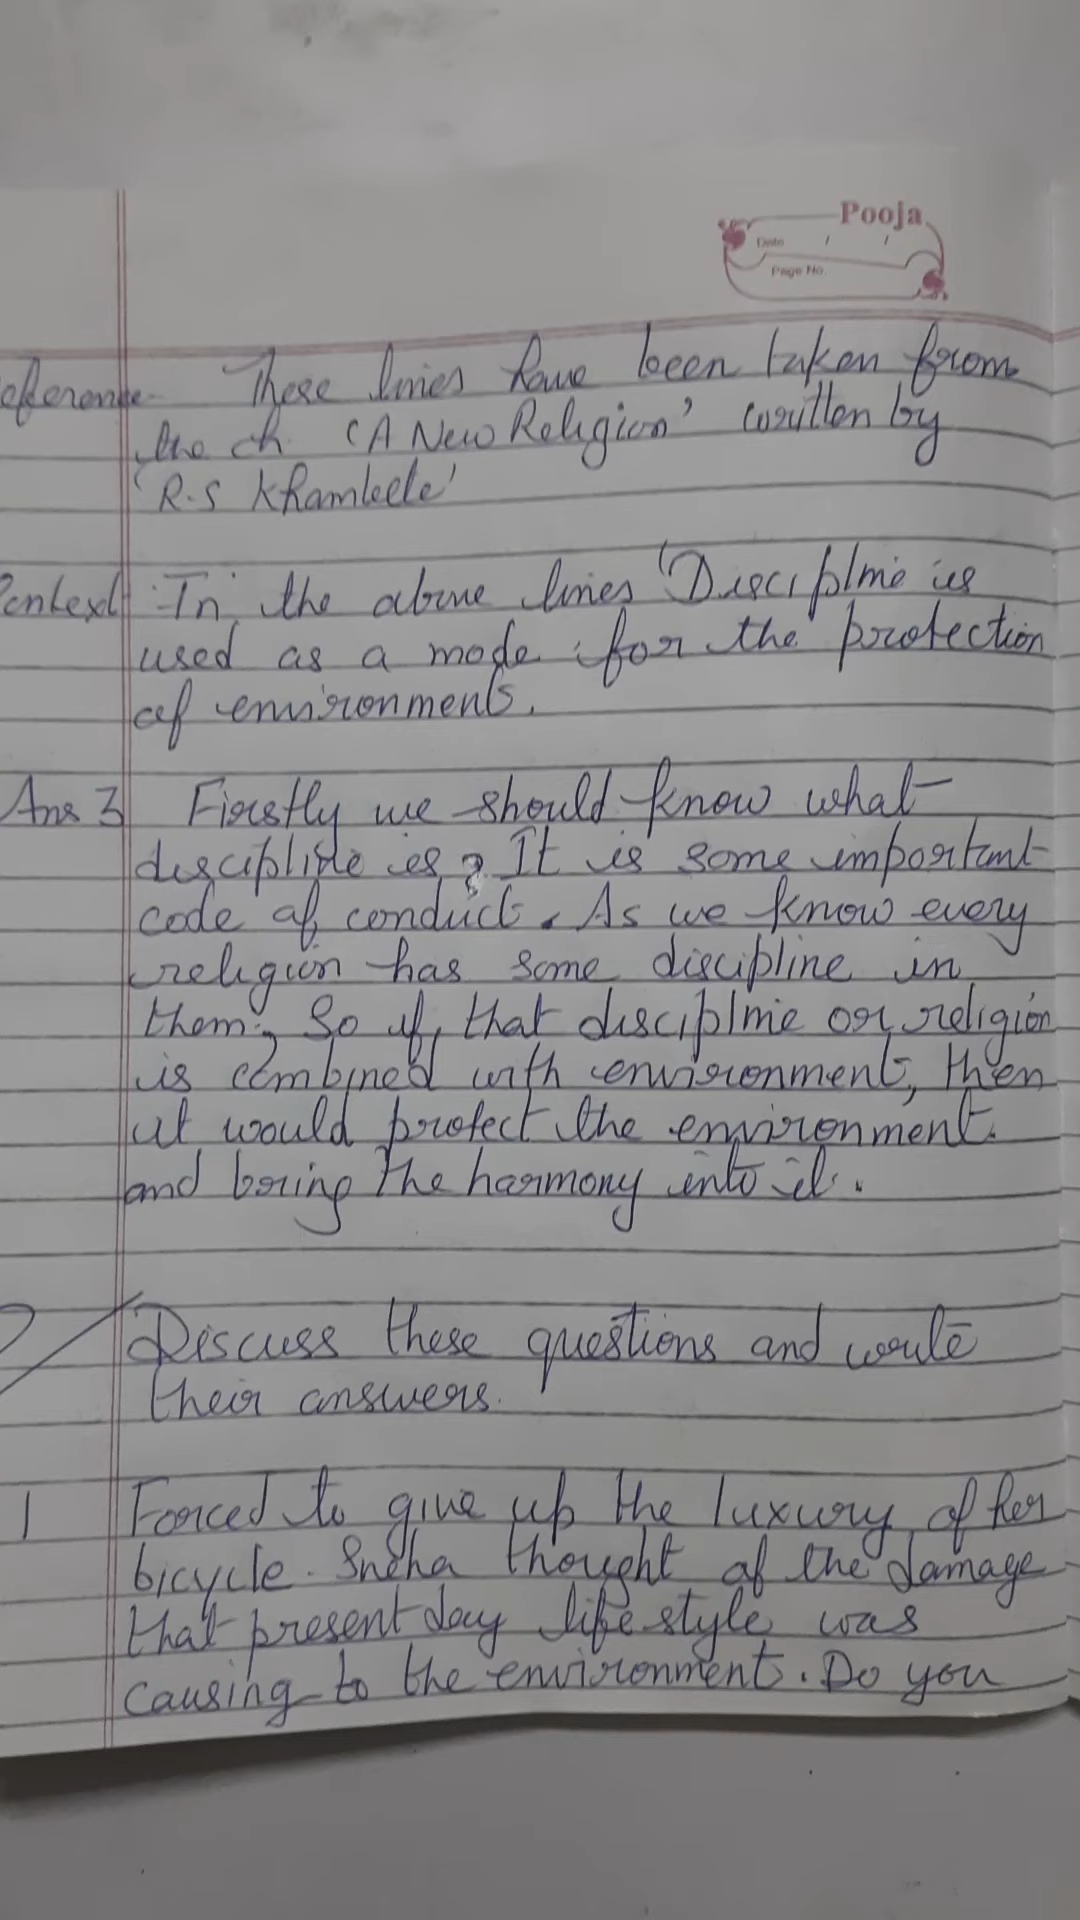 Pooja
Date / /
Page No.
eference- These lines have been taken from
the ch. 'A New Religion' written by
'R.S Khamkele'
Context :- In the above lines 'Discipline is
used as a mode for the protection
of environment.
Ans 3 Firstly we should know what
discipline is? It is some important
code of conduct. As we know every
religion has some discipline in
them. So if that discipline or religion
is combined with environment, then
it would protect the environment.
and bring the harmony into it.
Discuss these questions and write
their answers.
1 Forced to give up the luxury of her
bicycle. Sneha thought of the damage
that present day life style was
causing to the environment. Do you